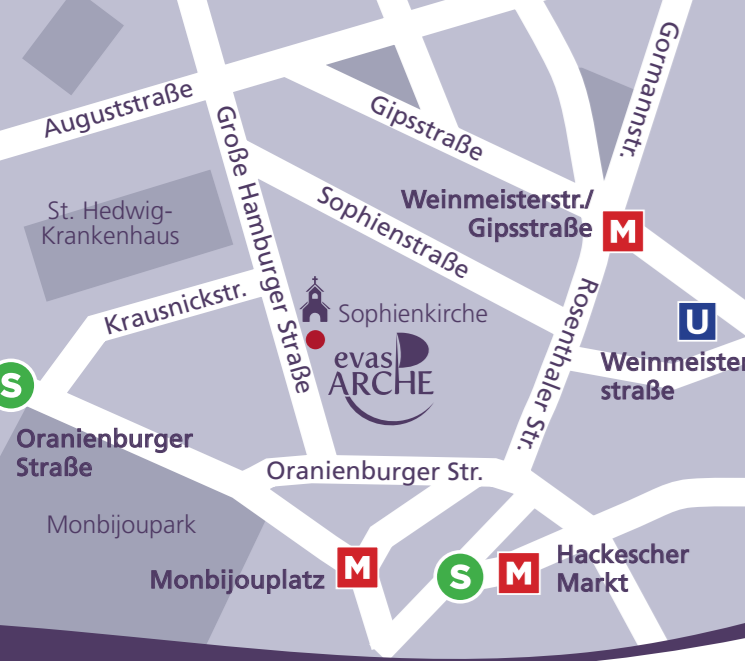 Auguststraße
Große Hamburger Straße
Gipsstraße
Gormannstr.
St. Hedwig-
Krankenhaus
Sophienstraße
Weinmeisterstr./
Gipsstraße
M
Krausnickstr.
Sophienkirche
evas
ARCHE
Rosenthaler Str.
U
Weinmeister
straße
S
Oranienburger
Straße
Oranienburger Str.
Monbijoupark
Monbijouplatz
M
S
M
Hackescher
Markt